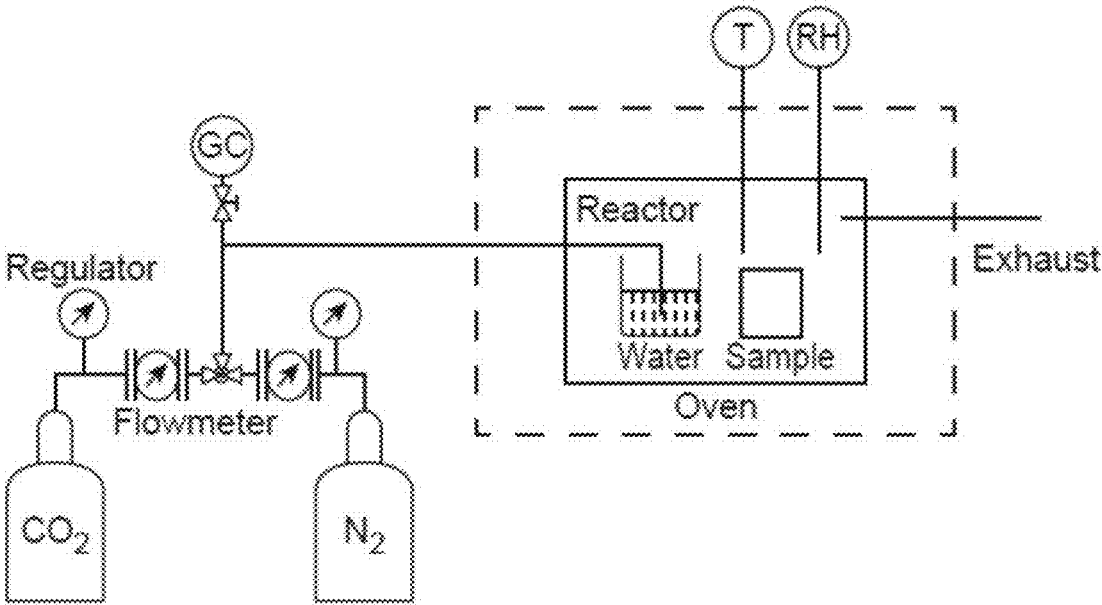 T
RH
GC
Reactor
Regulator
Exhaust
Water
Sample
Oven
Flowmeter
CO₂
N₂